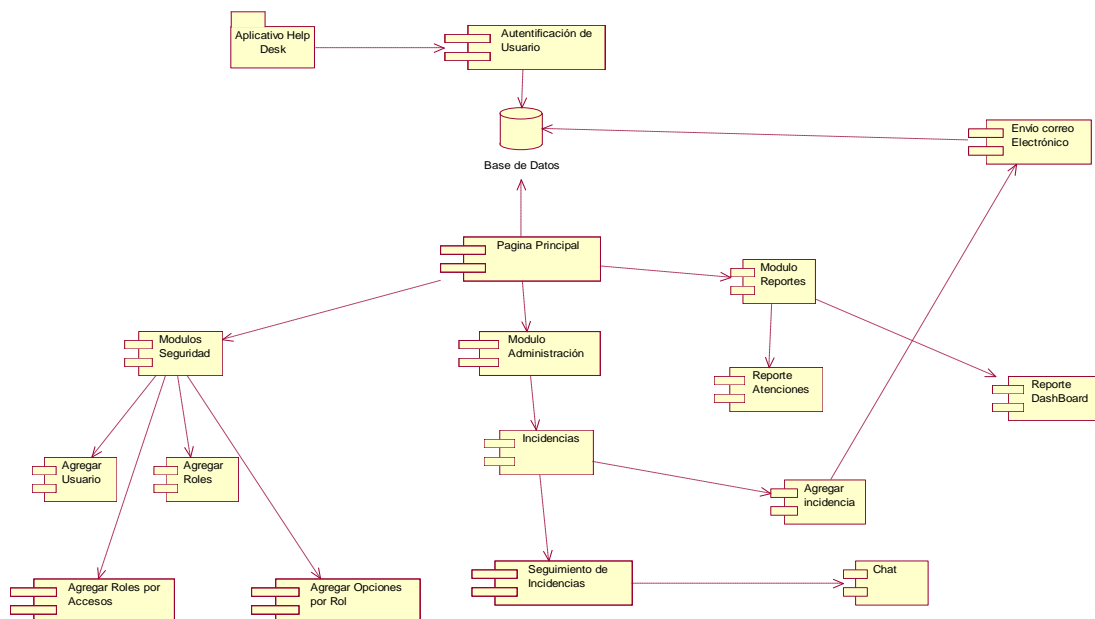 Aplicativo Help
Desk
Autentificación de
Usuario
Envío correo
Electrónico
Base de Datos
Pagina Principal
Modulo
Reportes
Modulos
Seguridad
Modulo
Administración
Reporte
Atenciones
Reporte
DashBoard
Incidencias
Agregar
Usuario
Agregar
Roles
Agregar
incidencia
Agregar Roles por
Accesos
Agregar Opciones
por Rol
Seguimiento de
Incidencias
Chat